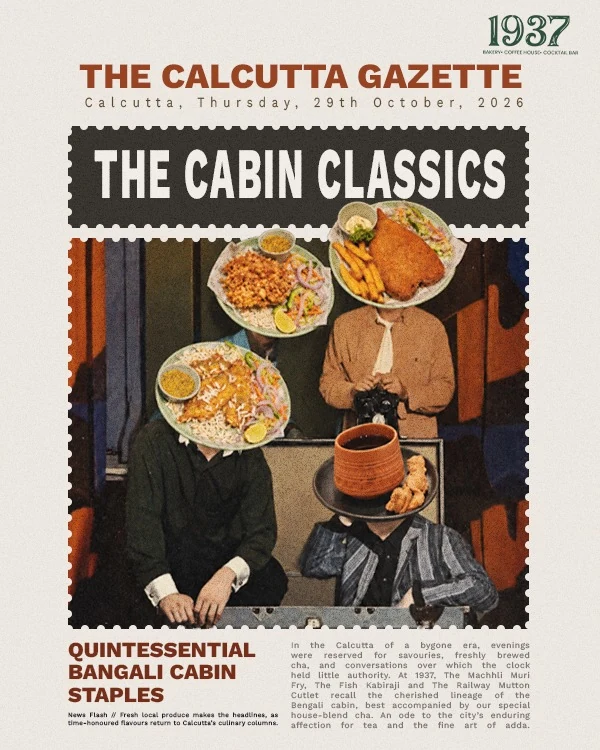 1937
BAKERY• COFFEE HOUSE• COCKTAIL BAR
THE CALCUTTA GAZETTE
Calcutta, Thursday, 29th October, 2026
THE CABIN CLASSICS
QUINTESSENTIAL
BANGALI CABIN
STAPLES
News Flash // Fresh local produce makes the headlines, as
time-honoured flavours return to Calcutta's culinary columns.
In the Calcutta of a bygone era, evenings
were reserved for savouries, freshly brewed
cha, and conversations over which the clock
held little authority. At 1937, The Machhli Muri
Fry, The Fish Kabiraji and The Railway Mutton
Cutlet recall the cherished lineage of the
Bengali cabin, best accompanied by our special
house-blend cha. An ode to the city's enduring
affection for tea and the fine art of adda.